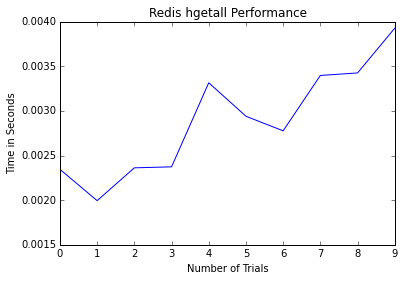 Redis hgetall Performance
0.0040
0.0035
0.0030
0.0025
0.0020
0.0015
Time in Seconds
0 1 2 3 4 5 6 7 8 9
Number of Trials